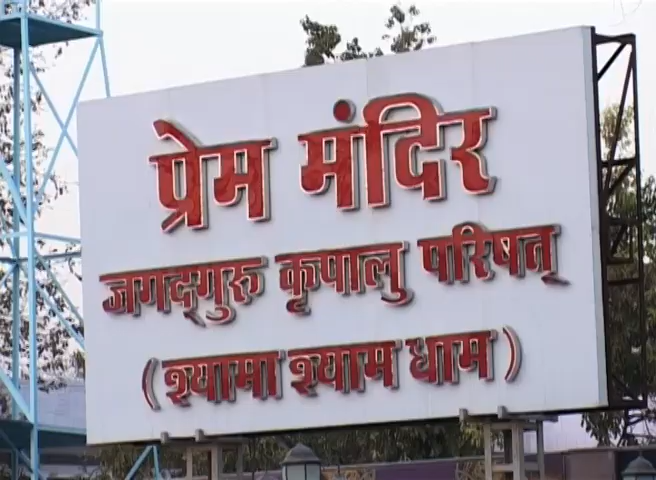 प्रेम मंदिर
जगद्गुरु कृपालु परिषत्
(श्यामा श्याम धाम)